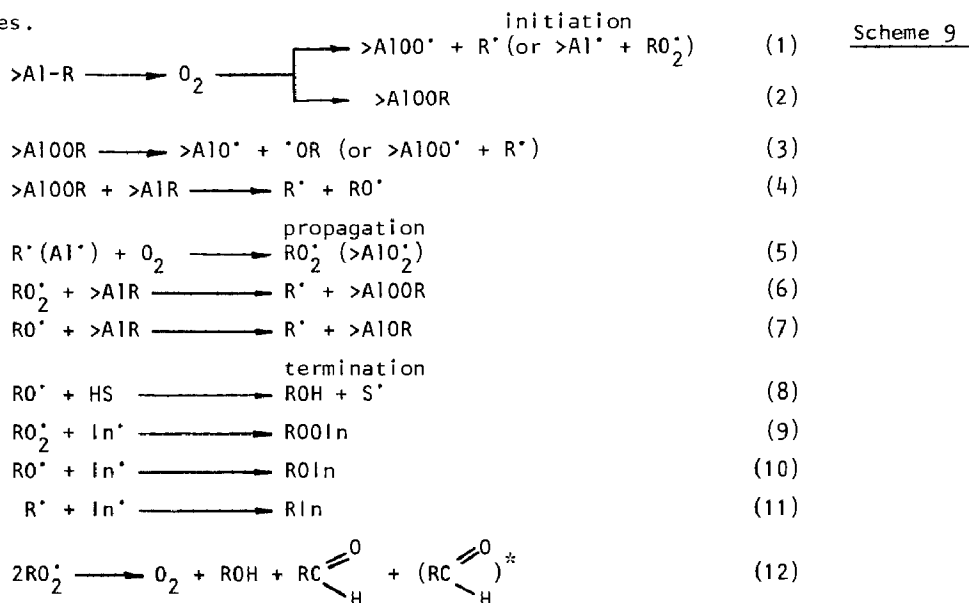 es.
initiation
Scheme 9
>AlOO˙ + R˙(or >Al˙ + RO₂˙) (1)
>Al-R ⟶ O₂
>AlOOR (2)
>AlOOR ⟶ >AlO˙ + ˙OR (or >AlOO˙ + R˙) (3)
>AlOOR + >AlR ⟶ R˙ + RO˙ (4)
propagation
R˙(Al˙) + O₂ ⟶ RO₂˙ (>AlO₂˙) (5)
RO₂˙ + >AlR ⟶ R˙ + >AlOOR (6)
RO˙ + >AlR ⟶ R˙ + >AlOR (7)
termination
RO˙ + HS ⟶ ROH + S˙ (8)
RO₂˙ + In˙ ⟶ ROOIn (9)
RO˙ + In˙ ⟶ ROIn (10)
R˙ + In˙ ⟶ RIn (11)
2RO₂˙ ⟶ O₂ + ROH + RC=O H + (RC=O H)* (12)